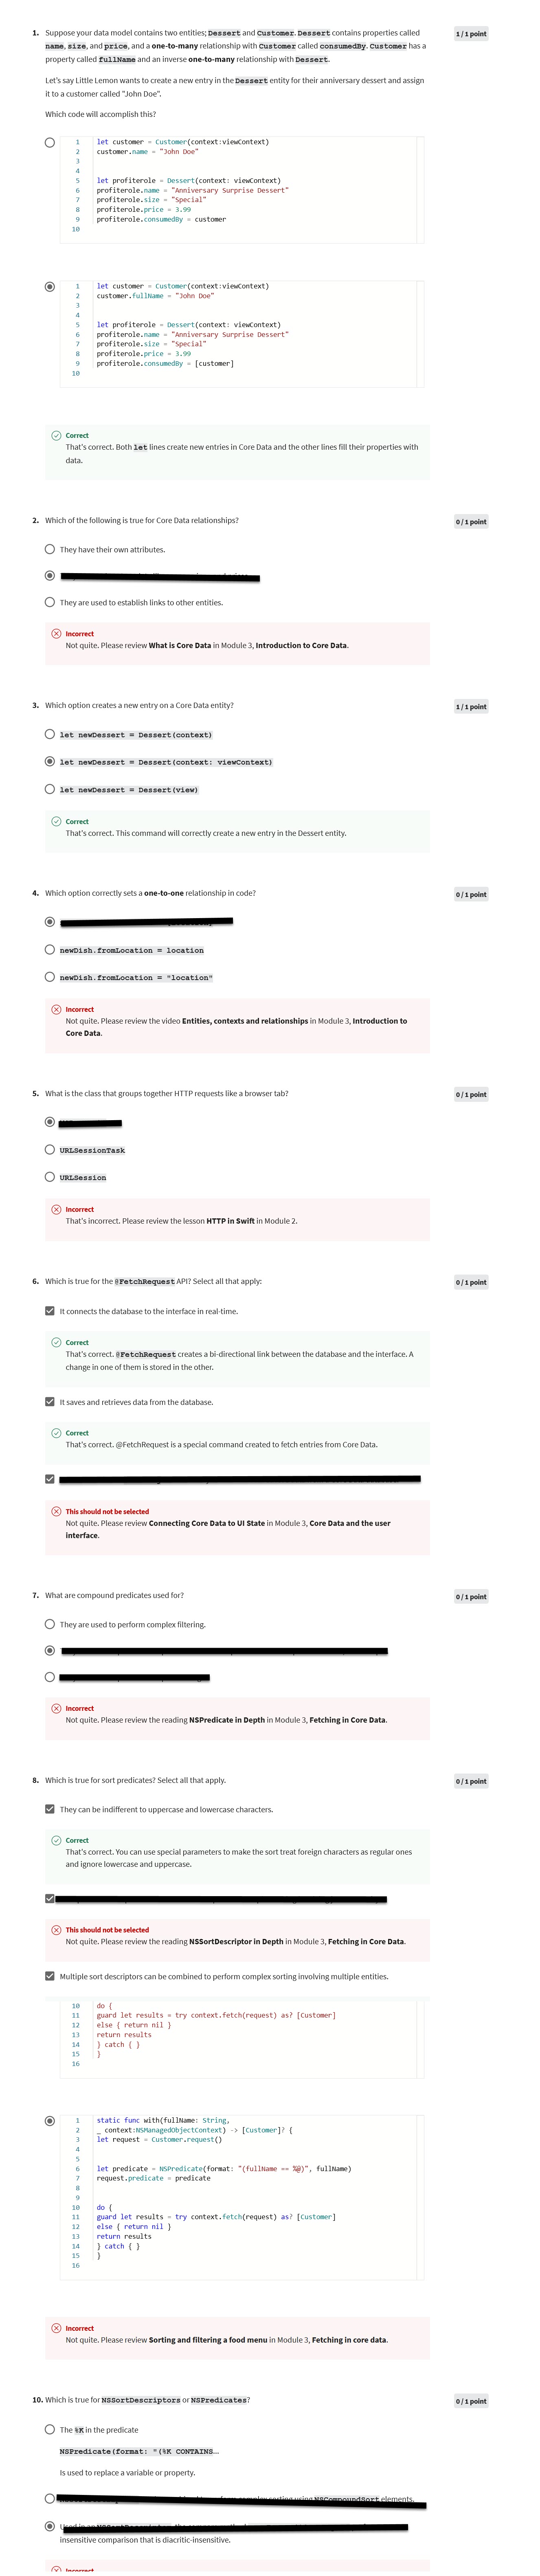 1. Suppose your data model contains two entities; Dessert and Customer. Dessert contains properties called
1 / 1 point
name, size, and price, and a one-to-many relationship with Customer called consumedBy. Customer has a
property called fullName and an inverse one-to-many relationship with Dessert.
Let's say Little Lemon wants to create a new entry in the Dessert entity for their anniversary dessert and assign
it to a customer called "John Doe".
Which code will accomplish this?
1 let customer = Customer(context:viewContext)
2 customer.name = "John Doe"
3
4
5 let profiterole = Dessert(context: viewContext)
6 profiterole.name = "Anniversary Surprise Dessert"
7 profiterole.size = "Special"
8 profiterole.price = 3.99
9 profiterole.consumedBy = customer
10
1 let customer = Customer(context:viewContext)
2 customer.fullName = "John Doe"
3
4
5 let profiterole = Dessert(context: viewContext)
6 profiterole.name = "Anniversary Surprise Dessert"
7 profiterole.size = "Special"
8 profiterole.price = 3.99
9 profiterole.consumedBy = [customer]
10
Correct
That's correct. Both let lines create new entries in Core Data and the other lines fill their properties with
data.
2. Which of the following is true for Core Data relationships?
0 / 1 point
They have their own attributes.
They are used to establish links to other entities.
Incorrect
Not quite. Please review What is Core Data in Module 3, Introduction to Core Data.
3. Which option creates a new entry on a Core Data entity?
1 / 1 point
let newDessert = Dessert(context)
let newDessert = Dessert(context: viewContext)
let newDessert = Dessert(view)
Correct
That's correct. This command will correctly create a new entry in the Dessert entity.
4. Which option correctly sets a one-to-one relationship in code?
0 / 1 point
newDish.fromLocation = location
newDish.fromLocation = "location"
Incorrect
Not quite. Please review the video Entities, contexts and relationships in Module 3, Introduction to
Core Data.
5. What is the class that groups together HTTP requests like a browser tab?
0 / 1 point
URLSessionTask
URLSession
Incorrect
That's incorrect. Please review the lesson HTTP in Swift in Module 2.
6. Which is true for the @FetchRequest API? Select all that apply:
0 / 1 point
It connects the database to the interface in real-time.
Correct
That's correct. @FetchRequest creates a bi-directional link between the database and the interface. A
change in one of them is stored in the other.
It saves and retrieves data from the database.
Correct
That's correct. @FetchRequest is a special command created to fetch entries from Core Data.
This should not be selected
Not quite. Please review Connecting Core Data to UI State in Module 3, Core Data and the user
interface.
7. What are compound predicates used for?
0 / 1 point
They are used to perform complex filtering.
Incorrect
Not quite. Please review the reading NSPredicate in Depth in Module 3, Fetching in Core Data.
8. Which is true for sort predicates? Select all that apply.
0 / 1 point
They can be indifferent to uppercase and lowercase characters.
Correct
That's correct. You can use special parameters to make the sort treat foreign characters as regular ones
and ignore lowercase and uppercase.
This should not be selected
Not quite. Please review the reading NSSortDescriptor in Depth in Module 3, Fetching in Core Data.
Multiple sort descriptors can be combined to perform complex sorting involving multiple entities.
10 do {
11 guard let results = try context.fetch(request) as? [Customer]
12 else { return nil }
13 return results
14 } catch { }
15 }
16
1 static func with(fullName: String,
2 _ context:NSManagedObjectContext) -> [Customer]? {
3 let request = Customer.request()
4
5
6 let predicate = NSPredicate(format: "(fullName == %@)", fullName)
7 request.predicate = predicate
8
9
10 do {
11 guard let results = try context.fetch(request) as? [Customer]
12 else { return nil }
13 return results
14 } catch { }
15 }
16
Incorrect
Not quite. Please review Sorting and filtering a food menu in Module 3, Fetching in core data.
10. Which is true for NSSortDescriptors or NSPredicates?
0 / 1 point
The %K in the predicate
NSPredicate(format: "(%K CONTAINS...
Is used to replace a variable or property.
NSCompoundSort elements.
insensitive comparison that is diacritic-insensitive.
Incorrect